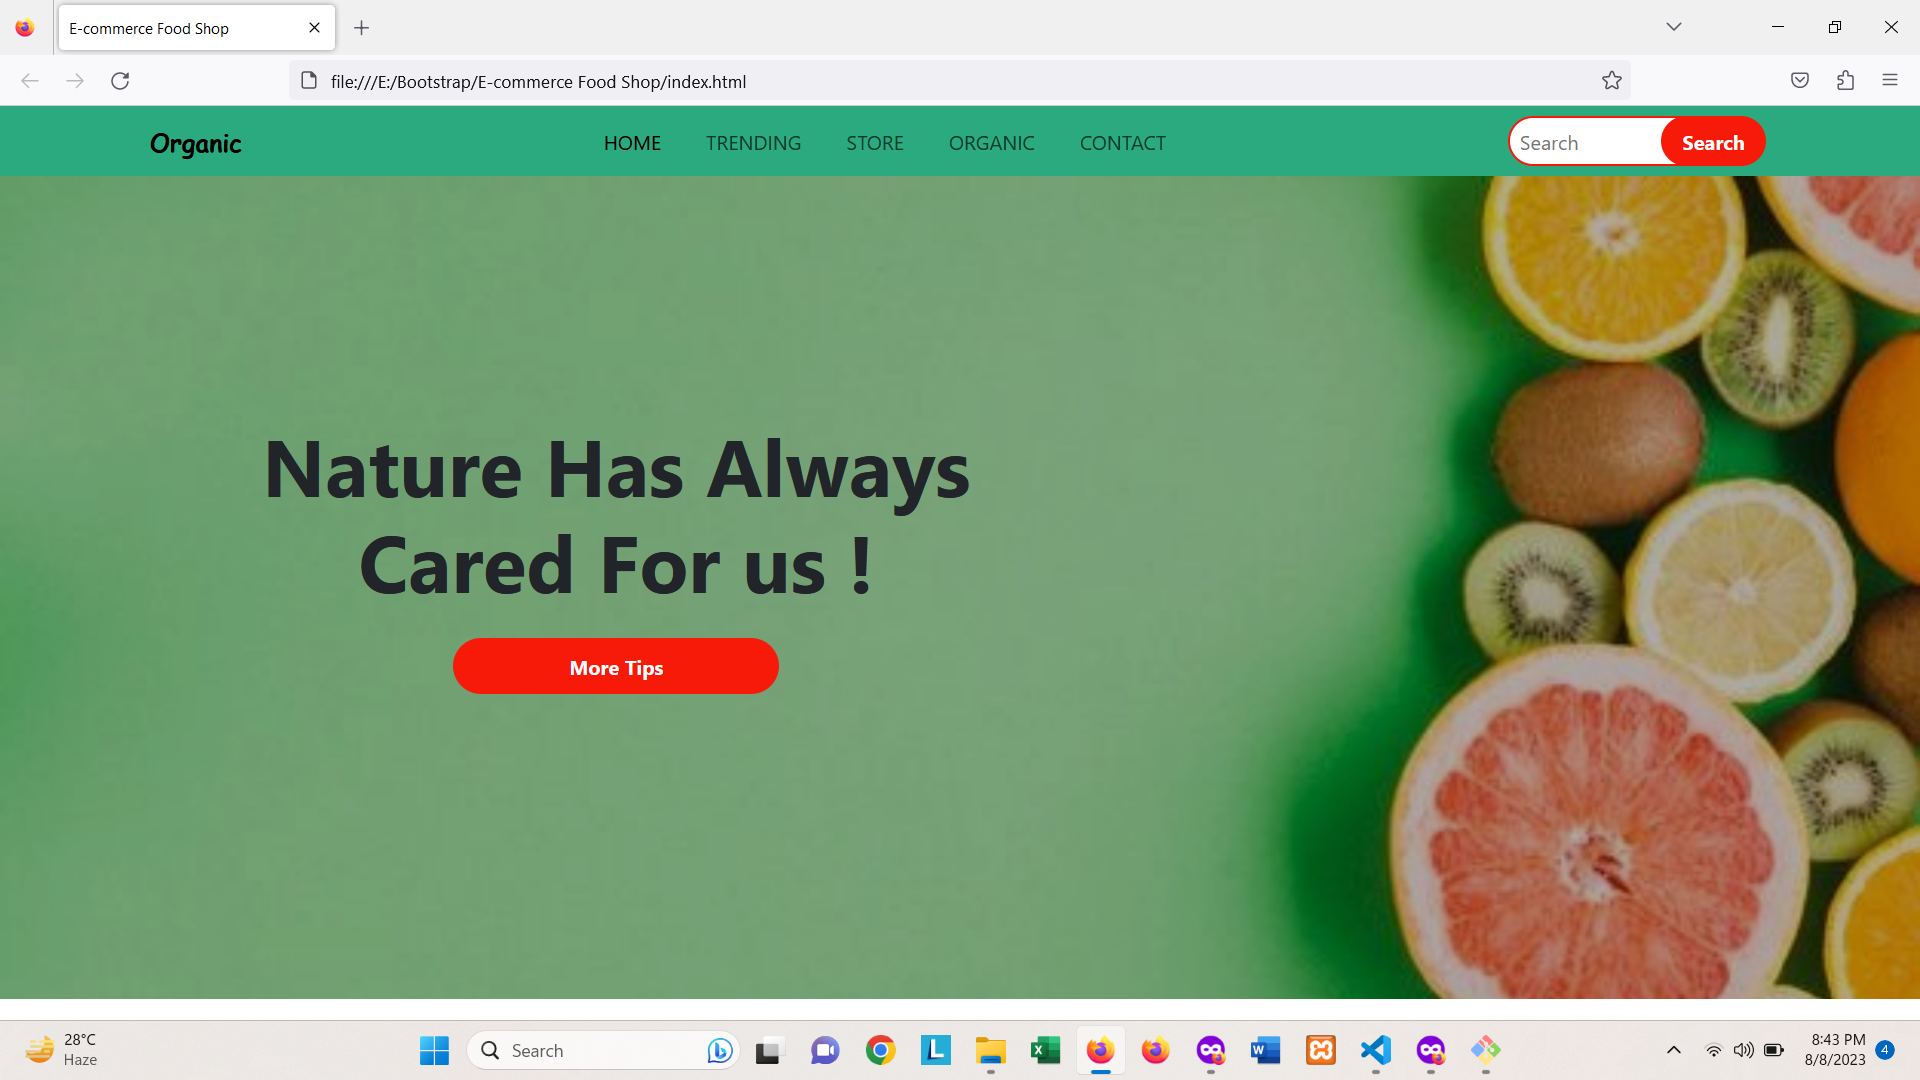 E-commerce Food Shop
file:///E:/Bootstrap/E-commerce Food Shop/index.html
Organic
HOME TRENDING STORE ORGANIC CONTACT
Search Search
Nature Has Always
Cared For us !
More Tips
28°C
Haze
Search
8:43 PM
8/8/2023
4